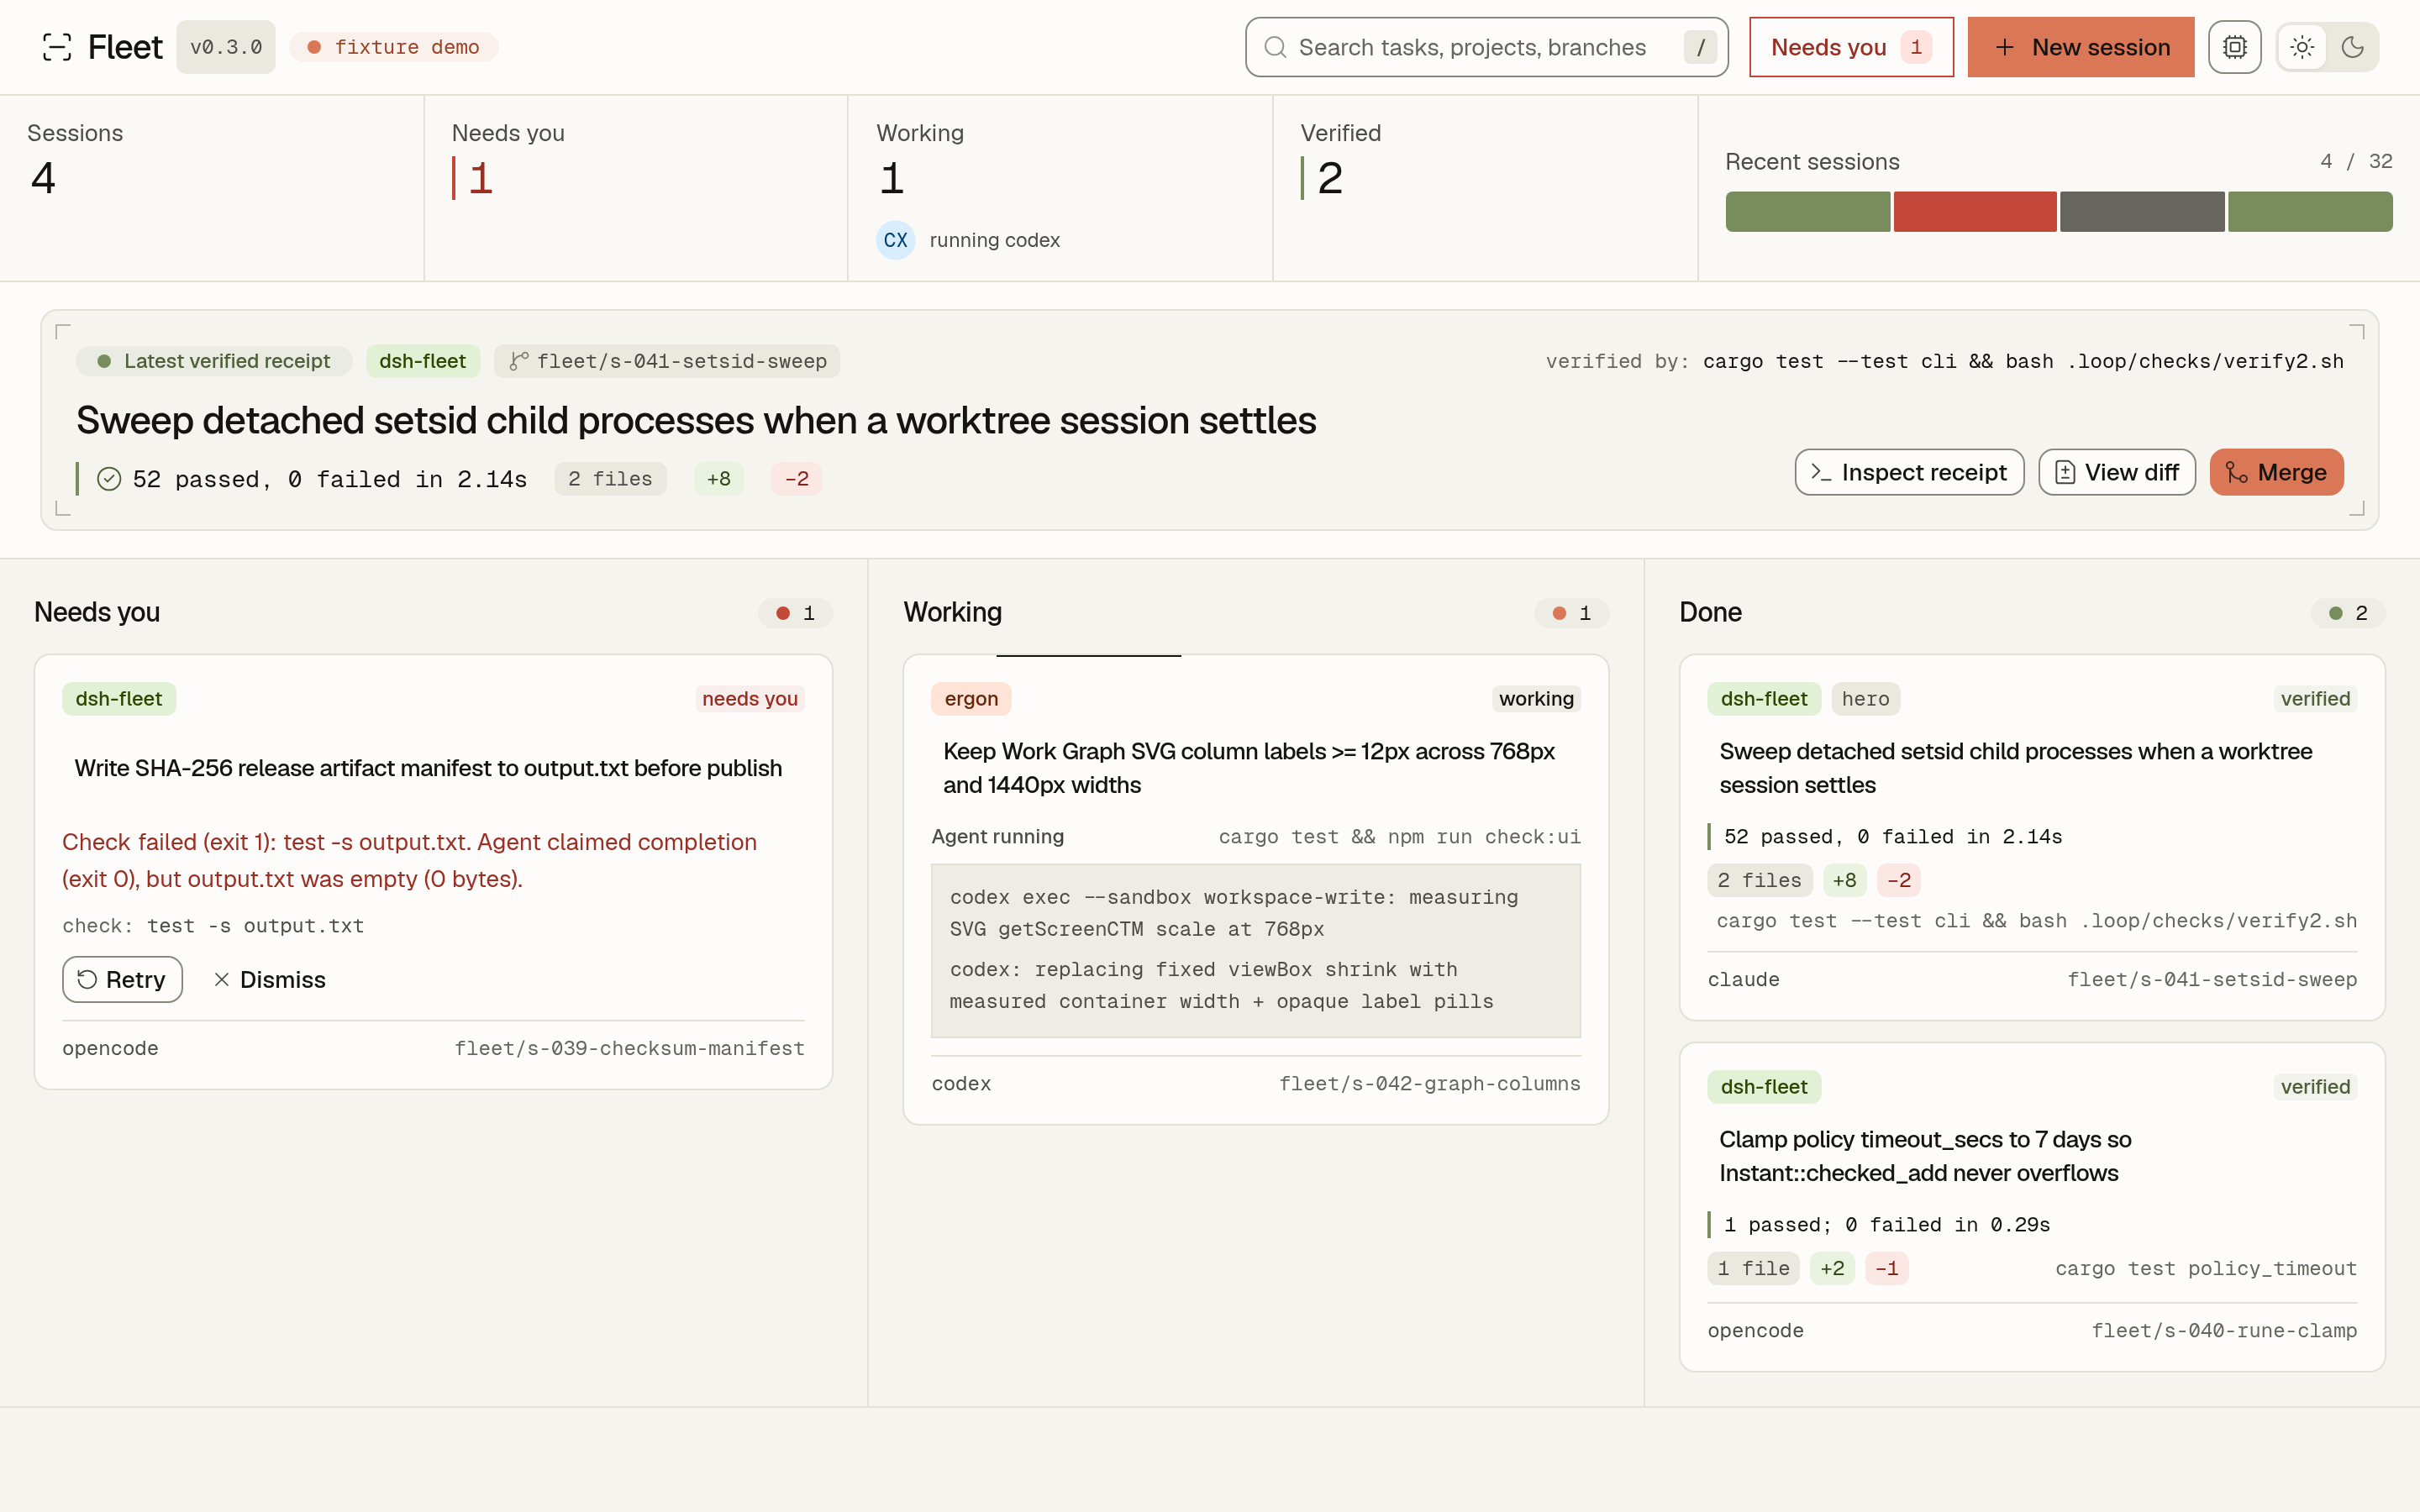 Fleet v0.3.0 fixture demo
Search tasks, projects, branches /
Needs you 1
New session
Sessions
4
Needs you
1
Working
1
CX running codex
Verified
2
Recent sessions 4 / 32
Latest verified receipt dsh-fleet fleet/s-041-setsid-sweep
verified by: cargo test --test cli && bash .loop/checks/verify2.sh
Sweep detached setsid child processes when a worktree session settles
52 passed, 0 failed in 2.14s 2 files +8 -2
Inspect receipt View diff Merge
Needs you 1
dsh-fleet needs you
Write SHA-256 release artifact manifest to output.txt before publish
Check failed (exit 1): test -s output.txt. Agent claimed completion
(exit 0), but output.txt was empty (0 bytes).
check: test -s output.txt
Retry Dismiss
opencode fleet/s-039-checksum-manifest
Working 1
ergon working
Keep Work Graph SVG column labels >= 12px across 768px
and 1440px widths
Agent running cargo test && npm run check:ui
codex exec --sandbox workspace-write: measuring
SVG getScreenCTM scale at 768px
codex: replacing fixed viewBox shrink with
measured container width + opaque label pills
codex fleet/s-042-graph-columns
Done 2
dsh-fleet hero verified
Sweep detached setsid child processes when a worktree
session settles
52 passed, 0 failed in 2.14s
2 files +8 -2
cargo test --test cli && bash .loop/checks/verify2.sh
claude fleet/s-041-setsid-sweep
dsh-fleet verified
Clamp policy timeout_secs to 7 days so
Instant::checked_add never overflows
1 passed; 0 failed in 0.29s
1 file +2 -1 cargo test policy_timeout
opencode fleet/s-040-rune-clamp